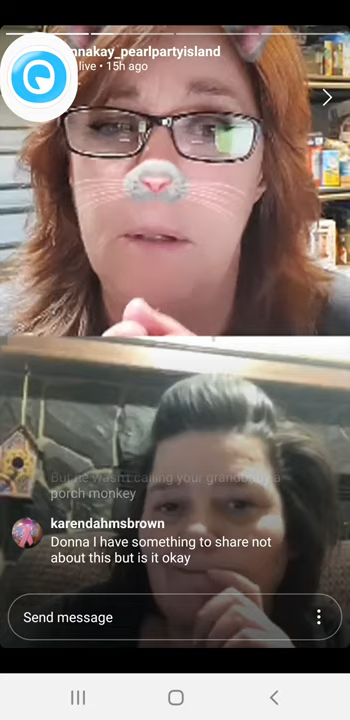 nnakay_pearlpartyisland
live • 15h ago
But he wasn't calling your grandbaby a
porch monkey
karendahmsbrown
Donna I have something to share not
about this but is it okay
Send message